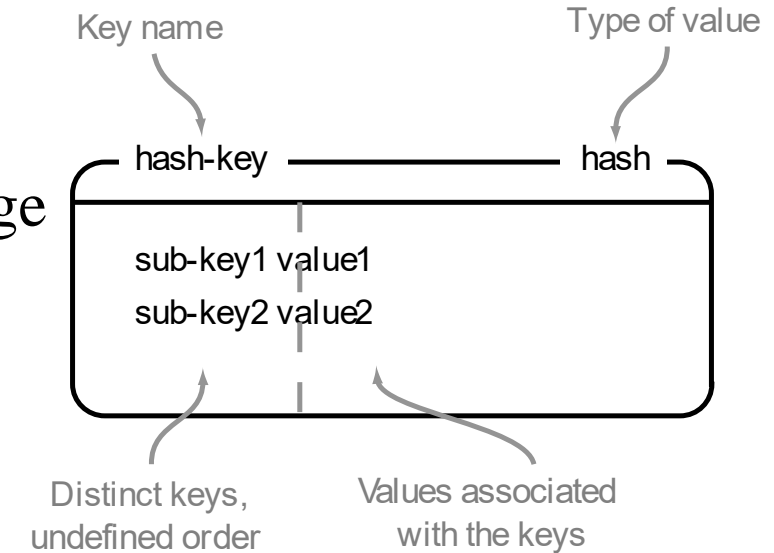 Key name
Type of value
hash-key
hash
ge
sub-key1 value1
sub-key2 value2
Distinct keys,
undefined order
Values associated
with the keys